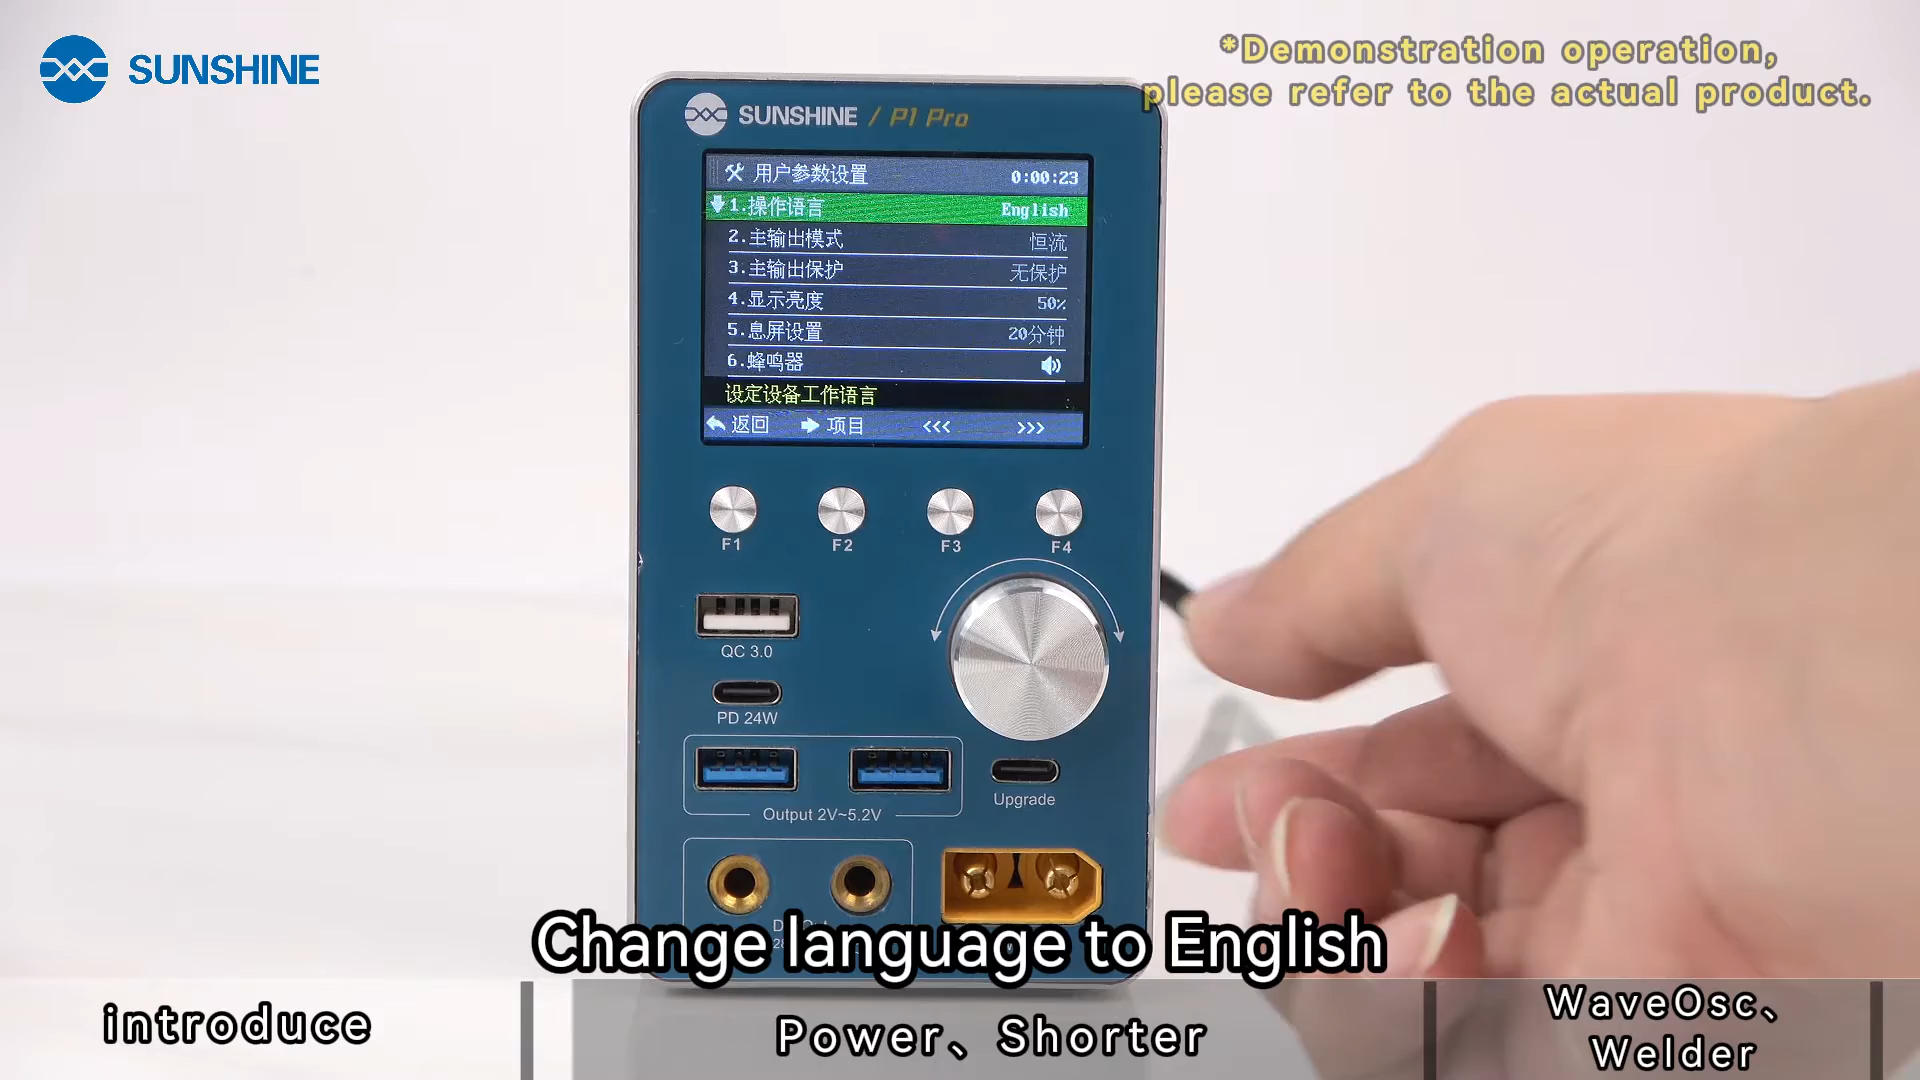 SUNSHINE
*Demonstration operation,
please refer to the actual product.
SUNSHINE / P1 Pro
用户参数设置 0:00:23
1.操作语言 English
2.主输出模式 恒流
3.主输出保护 无保护
4.显示亮度 50%
5.息屏设置 20分钟
6.蜂鸣器
设定设备工作语言
返回 项目 <<< >>>
F1 F2 F3 F4
QC 3.0
PD 24W
Output 2V~5.2V
Upgrade
Change language to English
introduce
Power、Shorter
WaveOsc、
Welder